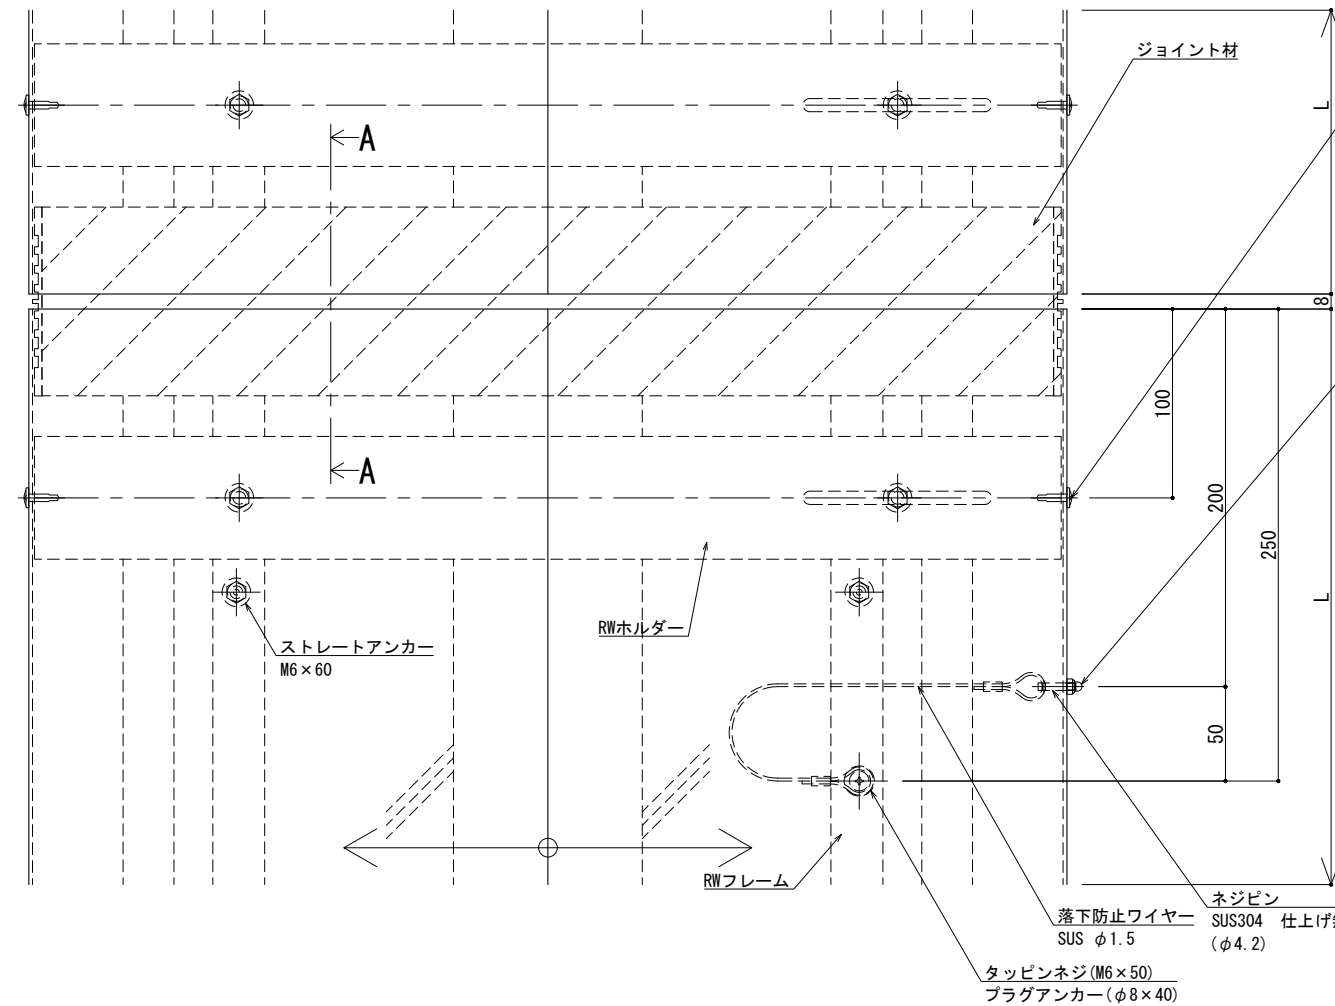 ジョイント材
L
A
8
100
A
200
250
L
RWホルダー
ストレートアンカー
M6×60
50
RWフレーム
ネジピン
SUS304 仕上げ
(φ4.2)
落下防止ワイヤー
SUS φ1.5
タッピンネジ(M6×50)
プラグアンカー(φ8×40)